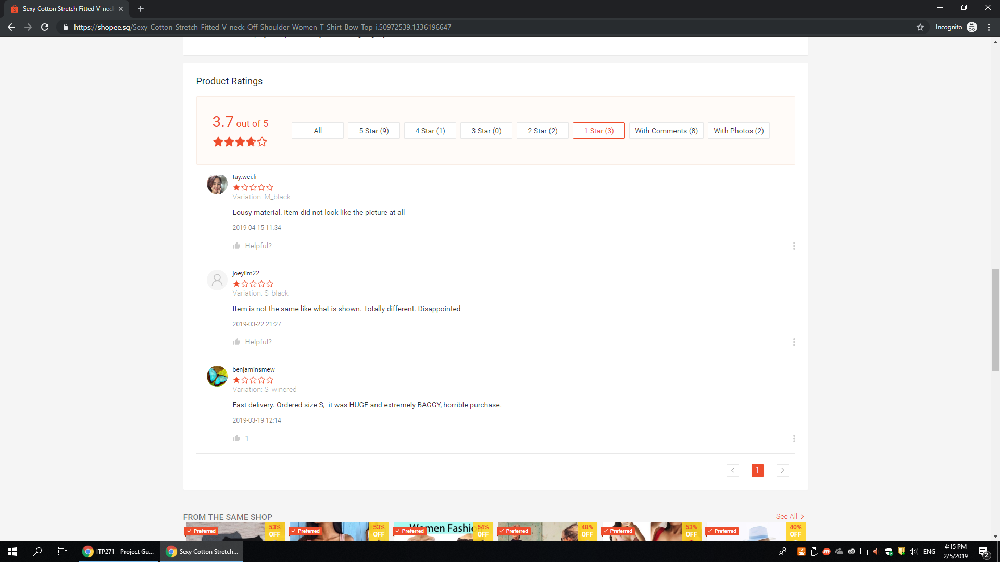 Sexy Cotton Stretch Fitted V-nec
https://shopee.sg/Sexy-Cotton-Stretch-Fitted-V-neck-Off-Shoulder-Women-T-Shirt-Bow-Top-i.50972539.1336196647
Incognito
Product Ratings
3.7 out of 5
All
5 Star (9)
4 Star (1)
3 Star (0)
2 Star (2)
1 Star (3)
With Comments (8)
With Photos (2)
tay.wei.li
Variation: M_black
Lousy material. Item did not look like the picture at all
2019-04-15 11:34
Helpful?
joeylim22
Variation: S_black
Item is not the same like what is shown. Totally different. Disappointed
2019-03-22 21:27
Helpful?
benjaminsmew
Variation: S_winered
Fast delivery. Ordered size S,  it was HUGE and extremely BAGGY, horrible purchase.
2019-03-19 12:14
1
1
FROM THE SAME SHOP
See All
Preferred
53% OFF
Preferred
53% OFF
Preferred
Women Fashio
54% OFF
Preferred
48% OFF
Preferred
53% OFF
Preferred
40% OFF
ITP271 - Project Gu...
Sexy Cotton Stretch...
ENG
4:15 PM
2/5/2019
2